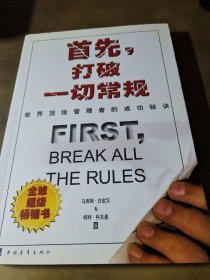 首先,
打破
一切常规
世界顶级管理者的成功秘诀
FIRST,
BREAK ALL
THE RULES
全球
超级
畅销书
马库斯·白金汉
&
柯特·科夫曼
著
中国青年出版社